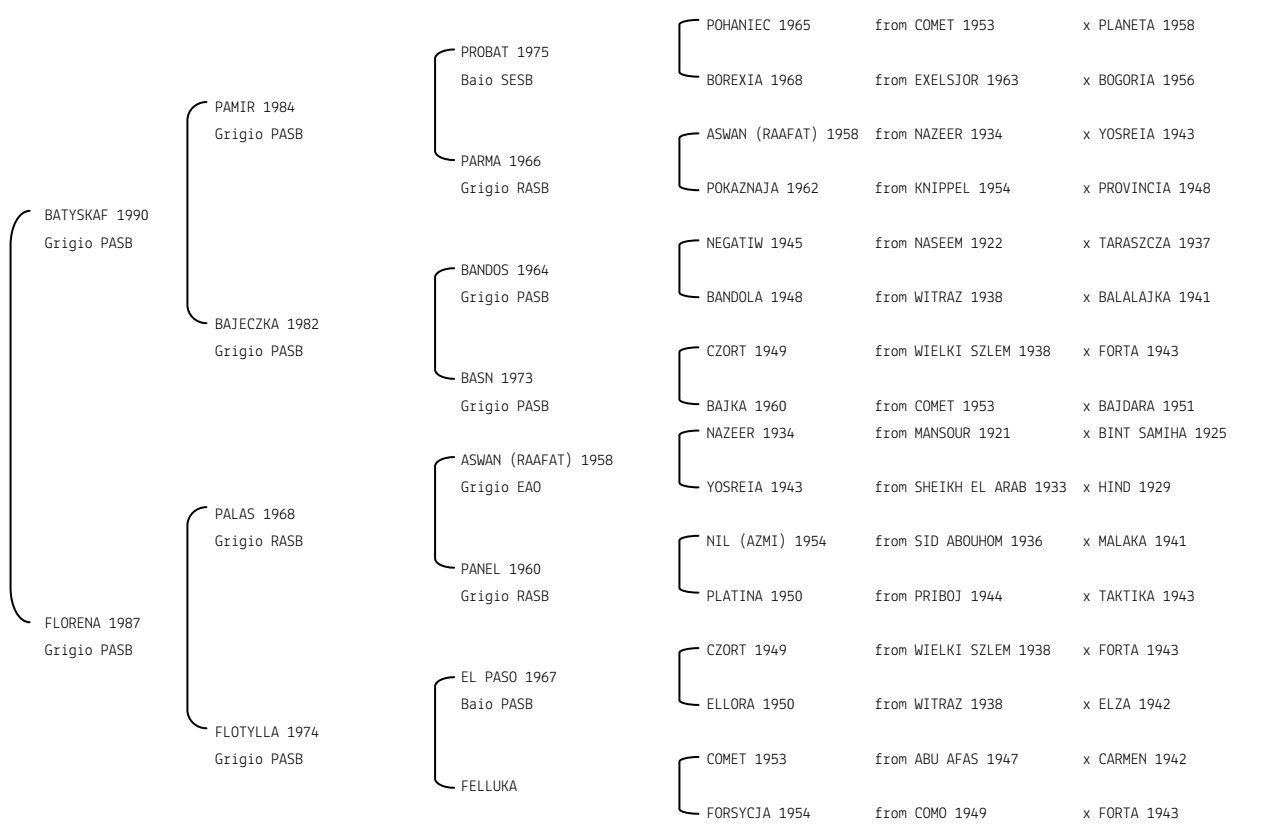 POHANIEC 1965 from COMET 1953 x PLANETA 1958
PROBAT 1975
Baio SESB BOREXIA 1968 from EXELSJOR 1963 x BOGORIA 1956
PAMIR 1984
Grigio PASB ASWAN (RAAFAT) 1958 from NAZEER 1934 x YOSREIA 1943
PARMA 1966
Grigio RASB POKAZNAJA 1962 from KNIPPEL 1954 x PROVINCIA 1948
BATYSKAF 1990
Grigio PASB NEGATIW 1945 from NASEEM 1922 x TARASZCZA 1937
BANDOS 1964
Grigio PASB BANDOLA 1948 from WITRAZ 1938 x BALALAJKA 1941
BAJECZKA 1982
Grigio PASB CZORT 1949 from WIELKI SZLEM 1938 x FORTA 1943
BASN 1973
Grigio PASB BAJKA 1960 from COMET 1953 x BAJDARA 1951
NAZEER 1934 from MANSOUR 1921 x BINT SAMIHA 1925
ASWAN (RAAFAT) 1958
Grigio EAO YOSREIA 1943 from SHEIKH EL ARAB 1933 x HIND 1929
PALAS 1968
Grigio RASB NIL (AZMI) 1954 from SID ABOUHOM 1936 x MALAKA 1941
PANEL 1960
Grigio RASB PLATINA 1950 from PRIBOJ 1944 x TAKTIKA 1943
FLORENA 1987
Grigio PASB CZORT 1949 from WIELKI SZLEM 1938 x FORTA 1943
EL PASO 1967
Baio PASB ELLORA 1950 from WITRAZ 1938 x ELZA 1942
FLOTYLLA 1974
Grigio PASB COMET 1953 from ABU AFAS 1947 x CARMEN 1942
FELLUKA
FORSYCJA 1954 from COMO 1949 x FORTA 1943